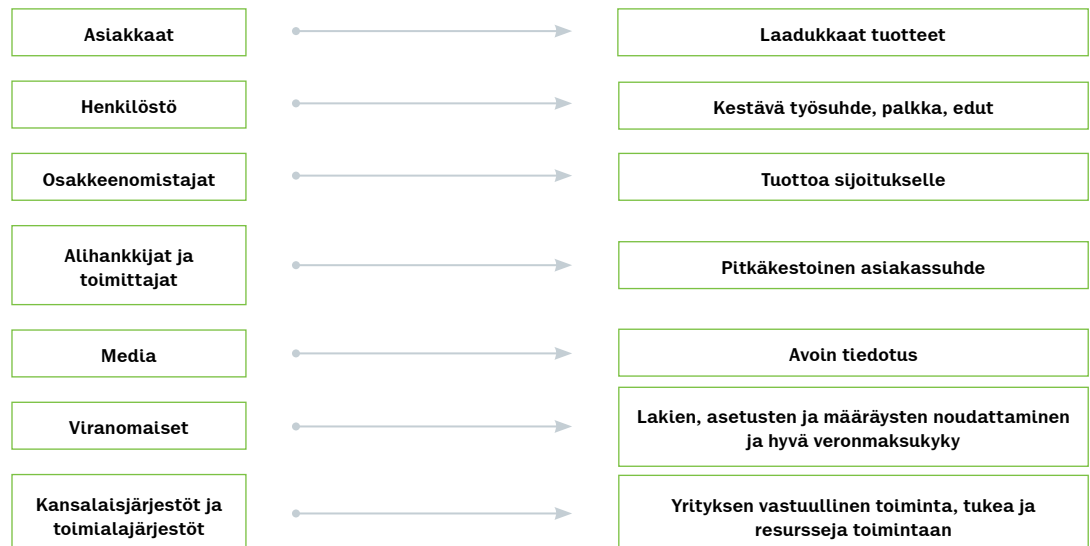 Asiakkaat
Laadukkaat tuotteet
Henkilöstö
Kestävä työsuhde, palkka, edut
Osakkeenomistajat
Tuottoa sijoitukselle
Alihankkijat ja
toimittajat
Pitkäkestoinen asiakassuhde
Media
Avoin tiedotus
Viranomaiset
Lakien, asetusten ja määräysten noudattaminen
ja hyvä veronmaksukyky
Kansalaisjärjestöt ja
toimialajärjestöt
Yrityksen vastuullinen toiminta, tukea ja
resursseja toimintaan